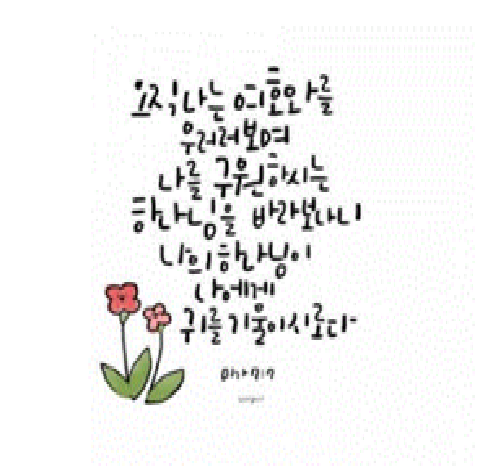 오직 나는 여호와를
우러러보며
나를 구원하시는
하나님을 바라보나니
나의 하나님이
나에게
귀를 기울이시로다
미가 7:7